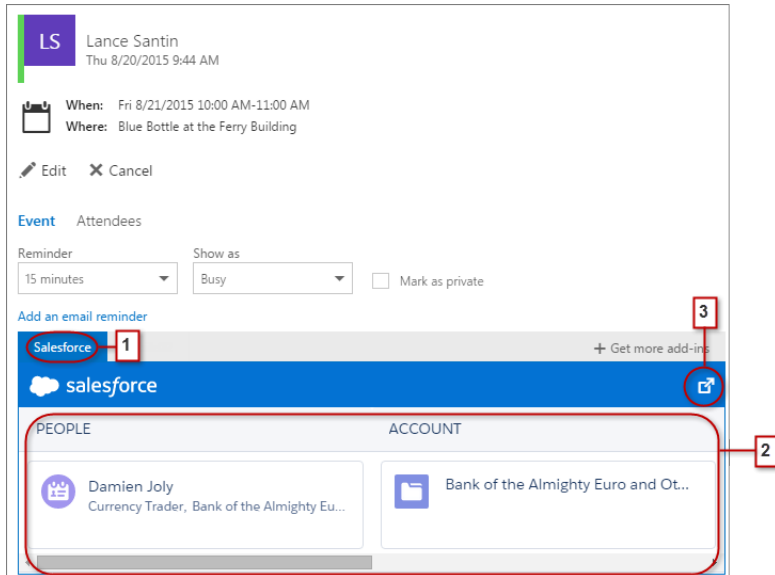 LS
Lance Santin
Thu 8/20/2015 9:44 AM
When: Fri 8/21/2015 10:00 AM-11:00 AM
Where: Blue Bottle at the Ferry Building
Edit Cancel
Event Attendees
Reminder Show as
15 minutes Busy Mark as private
Add an email reminder
3
Salesforce 1 + Get more add-ins
salesforce
PEOPLE ACCOUNT
2
Damien Joly Bank of the Almighty Euro and Ot...
Currency Trader, Bank of the Almighty Eu...